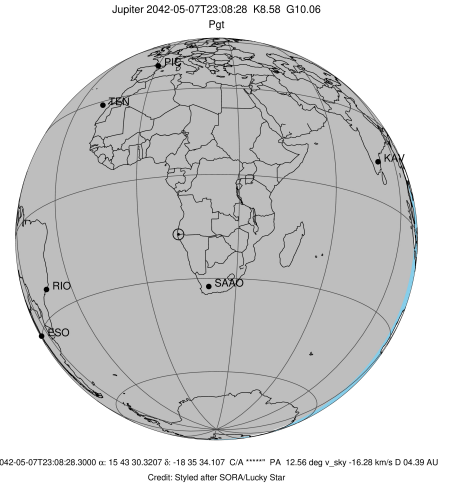 Jupiter 2042-05-07T23:08:28 K8.58 G10.06
Pgt
PIC
TEN
KAV
RIO
SAAO
ESO
042-05-07T23:08:28.3000 α: 15 43 30.3207 δ: -18 35 34.107 C/A *****" PA 12.56 deg v_sky -16.28 km/s D 04.39 AU
Credit: Styled after SORA/Lucky Star